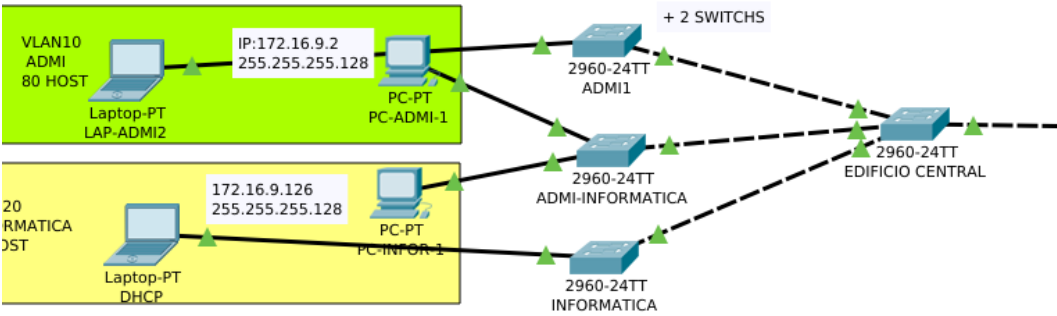 + 2 SWITCHS
VLAN10
ADMI
80 HOST
IP:172.16.9.2
255.255.255.128
Laptop-PT
LAP-ADMI2
PC-PT
PC-ADMI-1
2960-24TT
ADMI1
2960-24TT
ADMI-INFORMATICA
2960-24TT
EDIFICIO CENTRAL
20
172.16.9.126
255.255.255.128
PC-PT
PC-INFOR-1
Laptop-PT
DHCP
2960-24TT
INFORMATICA